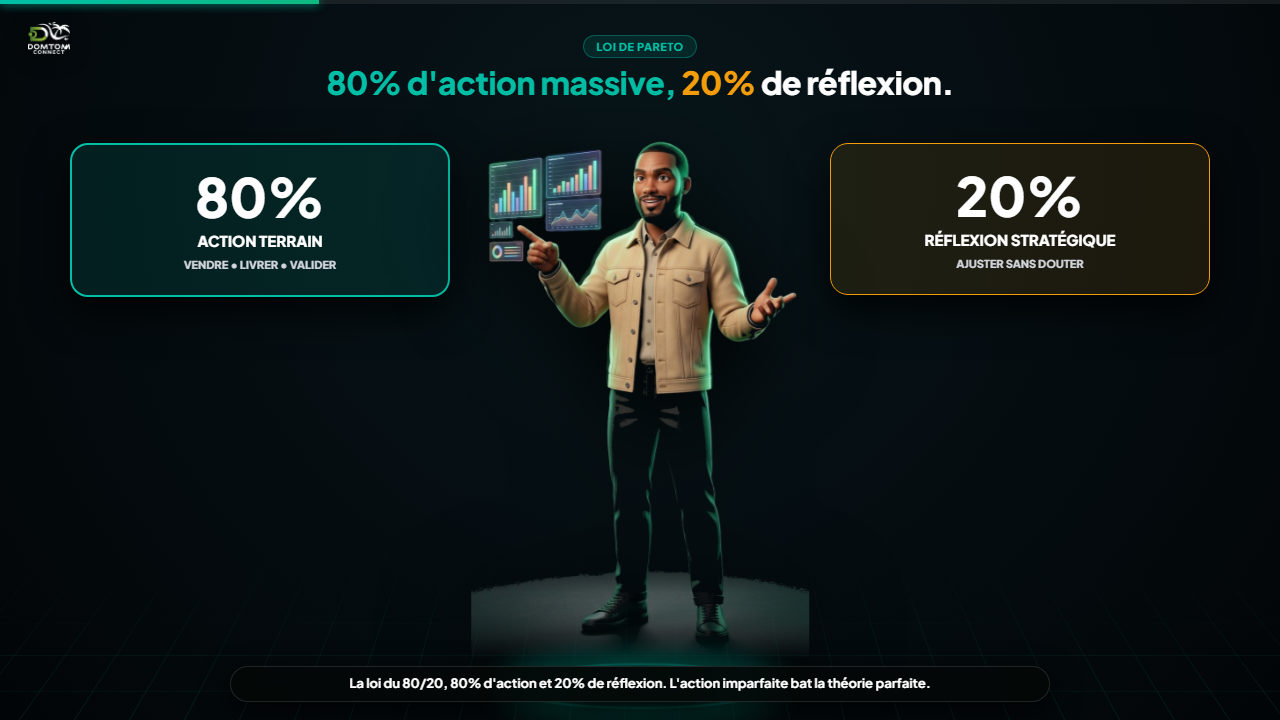 DOMTOM
CONNECT
LOI DE PARETO
80% d'action massive, 20% de réflexion.
80%
ACTION TERRAIN
VENDRE • LIVRER • VALIDER
20%
RÉFLEXION STRATÉGIQUE
AJUSTER SANS DOUTER
La loi du 80/20, 80% d'action et 20% de réflexion. L'action imparfaite bat la théorie parfaite.